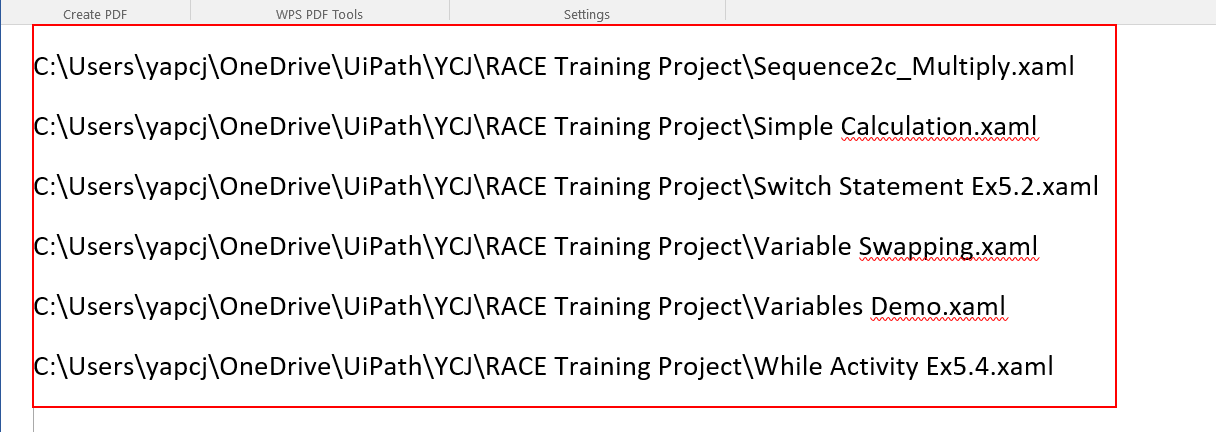 Create PDF WPS PDF Tools Settings
C:\Users\yapcj\OneDrive\UiPath\YCJ\RACE Training Project\Sequence2c_Multiply.xaml
C:\Users\yapcj\OneDrive\UiPath\YCJ\RACE Training Project\Simple Calculation.xaml
C:\Users\yapcj\OneDrive\UiPath\YCJ\RACE Training Project\Switch Statement Ex5.2.xaml
C:\Users\yapcj\OneDrive\UiPath\YCJ\RACE Training Project\Variable Swapping.xaml
C:\Users\yapcj\OneDrive\UiPath\YCJ\RACE Training Project\Variables Demo.xaml
C:\Users\yapcj\OneDrive\UiPath\YCJ\RACE Training Project\While Activity Ex5.4.xaml